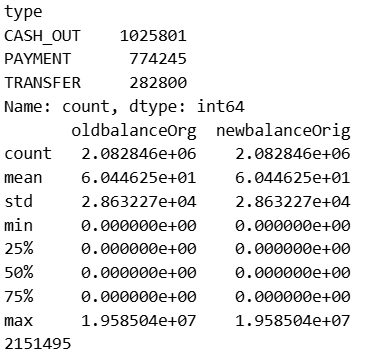 type
CASH_OUT    1025801
PAYMENT      774245
TRANSFER     282800
Name: count, dtype: int64
       oldbalanceOrg  newbalanceOrig
count   2.082846e+06    2.082846e+06
mean    6.044625e+01    6.044625e+01
std     2.863227e+04    2.863227e+04
min     0.000000e+00    0.000000e+00
25%     0.000000e+00    0.000000e+00
50%     0.000000e+00    0.000000e+00
75%     0.000000e+00    0.000000e+00
max     1.958504e+07    1.958504e+07
2151495